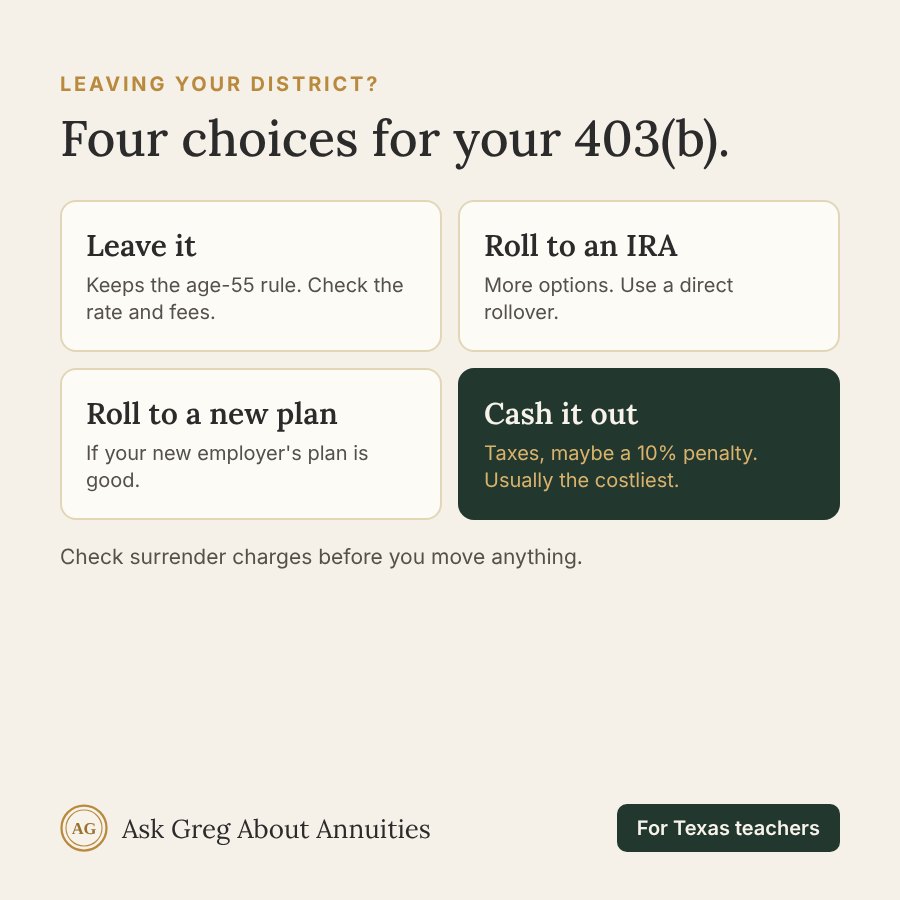 LEAVING YOUR DISTRICT?
Four choices for your 403(b).
Leave it
Keeps the age-55 rule. Check the
rate and fees.
Roll to an IRA
More options. Use a direct
rollover.
Roll to a new plan
If your new employer's plan is
good.
Cash it out
Taxes, maybe a 10% penalty.
Usually the costliest.
Check surrender charges before you move anything.
AG
Ask Greg About Annuities
For Texas teachers